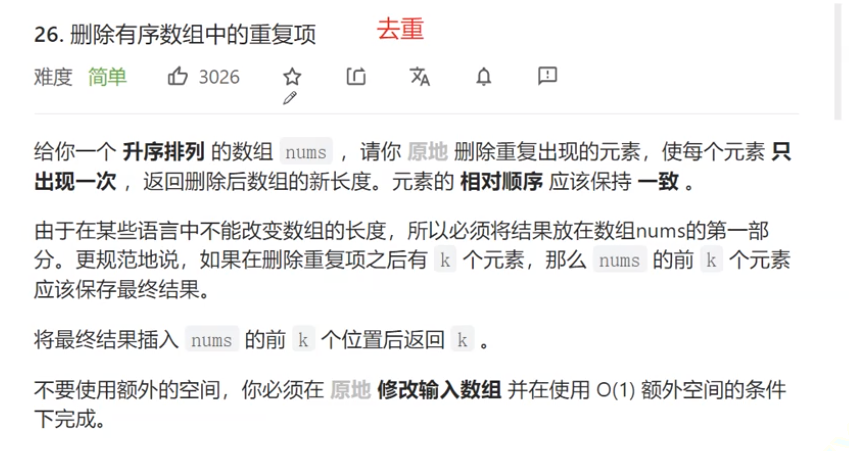 26. 删除有序数组中的重复项 去重
难度 简单 3026
给你一个 升序排列 的数组 nums ，请你 原地 删除重复出现的元素，使每个元素 只
出现一次 ，返回删除后数组的新长度。元素的 相对顺序 应该保持 一致 。
由于在某些语言中不能改变数组的长度，所以必须将结果放在数组nums的第一部
分。更规范地说，如果在删除重复项之后有 k 个元素，那么 nums 的前 k 个元素
应该保存最终结果。
将最终结果插入 nums 的前 k 个位置后返回 k 。
不要使用额外的空间，你必须在 原地 修改输入数组 并在使用 O(1) 额外空间的条件
下完成。